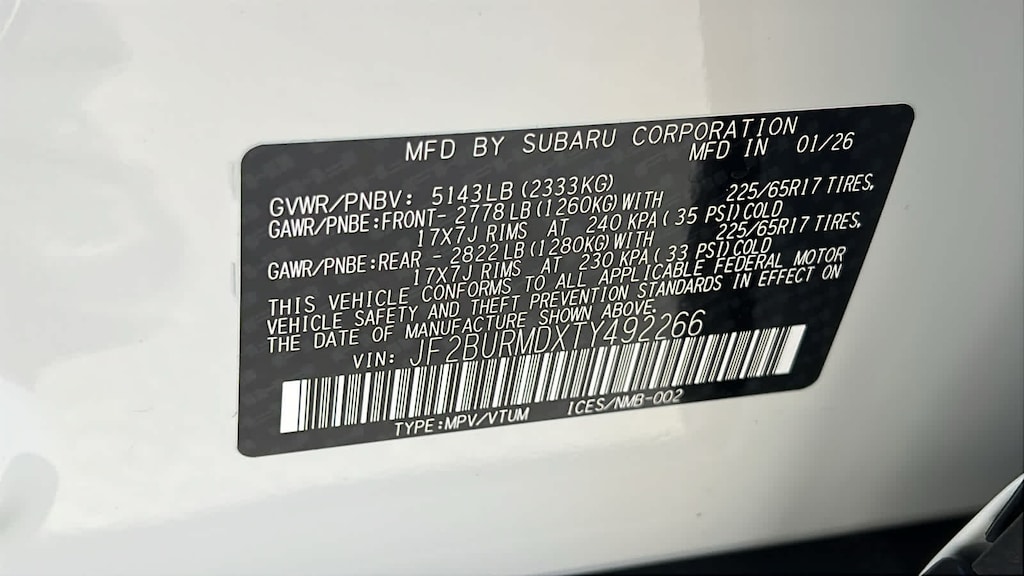 MFD BY SUBARU CORPORATION
MFD IN 01/26
GVWR/PNBV: 5143LB (2333KG)
GAWR/PNBE:FRONT- 2778 LB (1260KG) WITH 225/65R17 TIRES,
17X7J RIMS AT 240 KPA (35 PSI) COLD
GAWR/PNBE:REAR - 2822 LB (1280KG) WITH 225/65R17 TIRES,
17X7J RIMS AT 230 KPA (33 PSI) COLD
THIS VEHICLE CONFORMS TO ALL APPLICABLE FEDERAL MOTOR
VEHICLE SAFETY AND THEFT PREVENTION STANDARDS IN EFFECT ON
THE DATE OF MANUFACTURE SHOWN ABOVE.
VIN: JF2BURMDXTY492266
TYPE:MPV/VTUM ICES/NMB-002